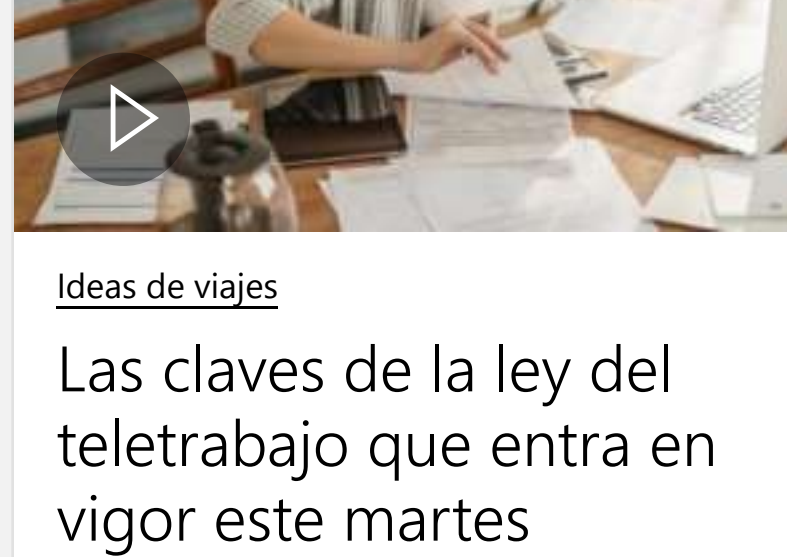 Ideas de viajes
Las claves de la ley del
teletrabajo que entra en
vigor este martes